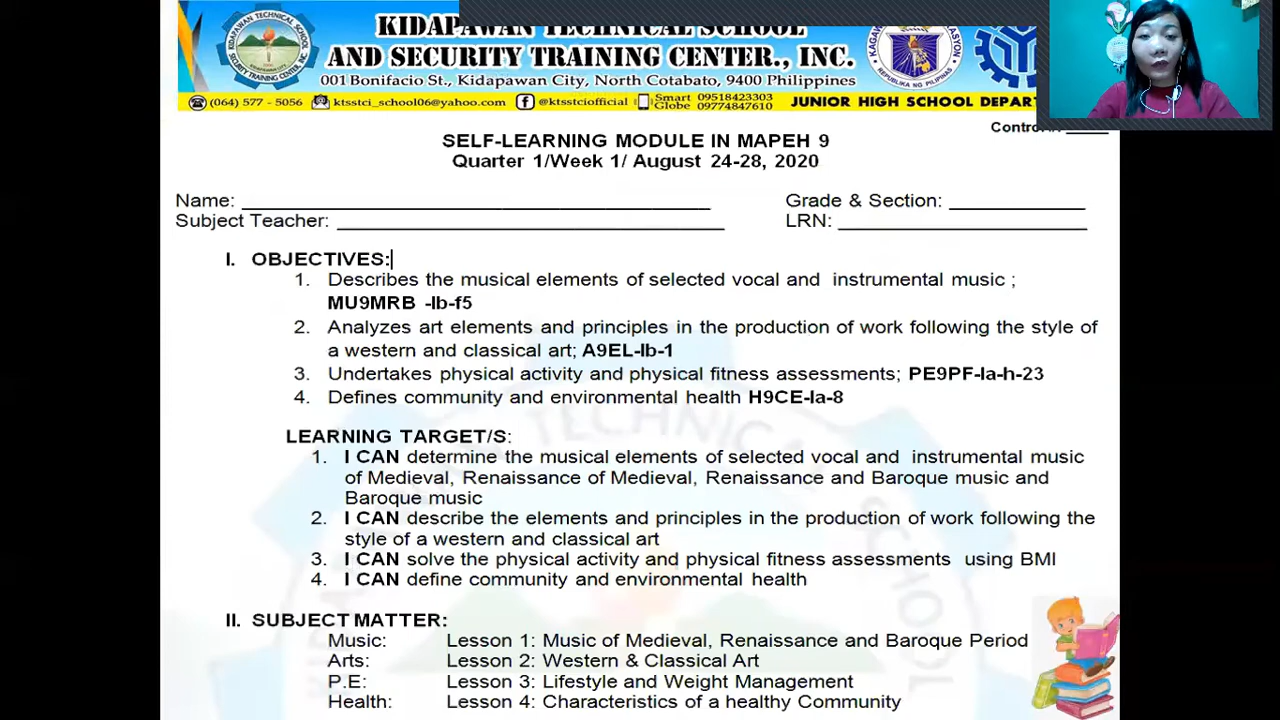 KIDAPAWAN TECHNICAL SCHOOL
AND SECURITY TRAINING CENTER., INC.
001 Bonifacio St., Kidapawan City, North Cotabato, 9400 Philippines
(064) 577 - 5056 ktsstci_school06@yahoo.com @ktsstciofficial Smart 09518423303
Globe 09774847610
JUNIOR HIGH SCHOOL DEPAR
SELF-LEARNING MODULE IN MAPEH 9
Quarter 1/Week 1/ August 24-28, 2020
Name: Grade & Section:
Subject Teacher: LRN:
I. OBJECTIVES:
1. Describes the musical elements of selected vocal and instrumental music ;
MU9MRB -Ib-f5
2. Analyzes art elements and principles in the production of work following the style of
a western and classical art; A9EL-Ib-1
3. Undertakes physical activity and physical fitness assessments; PE9PF-Ia-h-23
4. Defines community and environmental health H9CE-Ia-8
LEARNING TARGET/S:
1. I CAN determine the musical elements of selected vocal and instrumental music
of Medieval, Renaissance of Medieval, Renaissance and Baroque music and
Baroque music
2. I CAN describe the elements and principles in the production of work following the
style of a western and classical art
3. I CAN solve the physical activity and physical fitness assessments using BMI
4. I CAN define community and environmental health
II. SUBJECT MATTER:
Music: Lesson 1: Music of Medieval, Renaissance and Baroque Period
Arts: Lesson 2: Western & Classical Art
P.E: Lesson 3: Lifestyle and Weight Management
Health: Lesson 4: Characteristics of a healthy Community